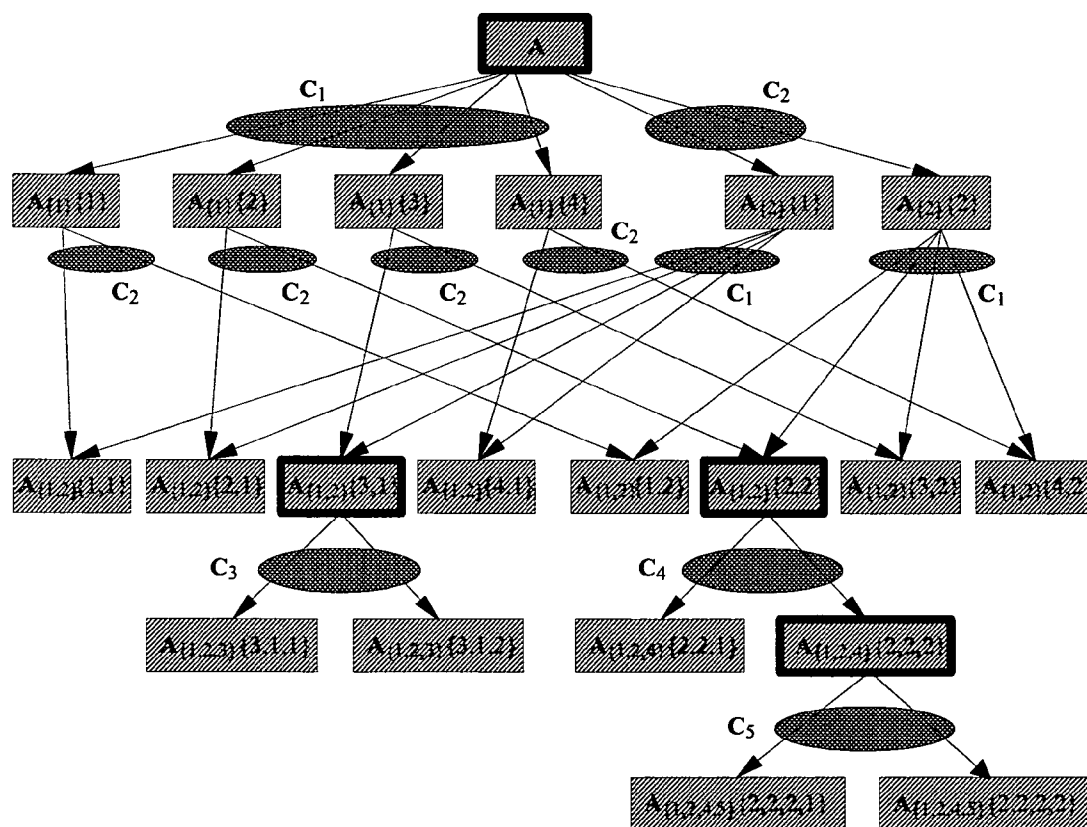 A
C₁ C₂
A{1}{1} A{1}{2} A{1}{3} A{1}{4} A{2}{1} A{2}{2}
C₂
C₂ C₂ C₂ C₁ C₁
A{1,2}{1,1} A{1,2}{2,1} A{1,2}{3,1} A{1,2}{4,1} A{1,2}{1,2} A{1,2}{2,2} A{1,2}{3,2} A{1,2}{4,2
C₃ C₄
A{1,2,3}{3,1,1} A{1,2,3}{3,1,2} A{1,2,4}{2,2,1} A{1,2,4}{2,2,2}
C₅
A{1,2,4,5}{2,2,2,1} A{1,2,4,5}{2,2,2,2}